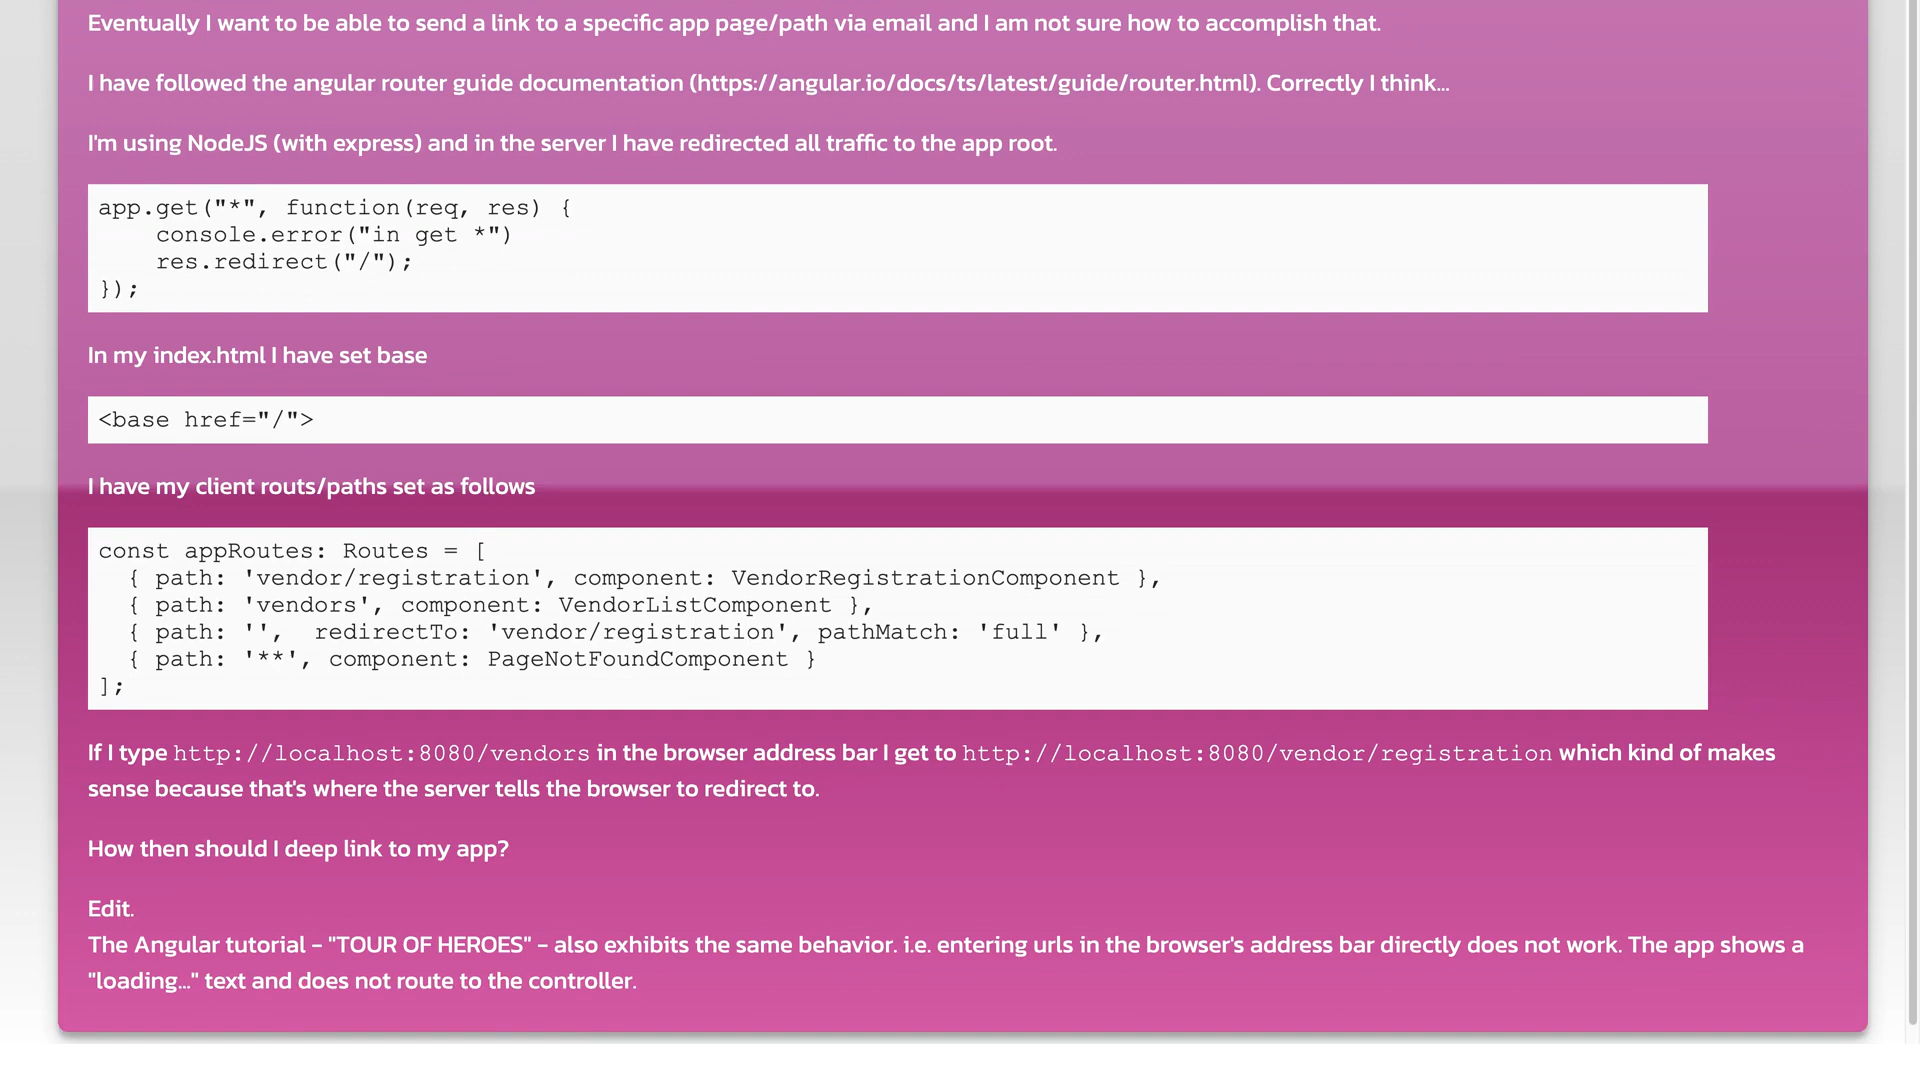 Eventually I want to be able to send a link to a specific app page/path via email and I am not sure how to accomplish that.
I have followed the angular router guide documentation (https://angular.io/docs/ts/latest/guide/router.html). Correctly I think...
I'm using NodeJS (with express) and in the server I have redirected all traffic to the app root.
app.get("*", function(req, res) {
    console.error("in get *")
    res.redirect("/");
});
In my index.html I have set base
<base href="/">
I have my client routs/paths set as follows
const appRoutes: Routes = [
  { path: 'vendor/registration', component: VendorRegistrationComponent },
  { path: 'vendors', component: VendorListComponent },
  { path: '',  redirectTo: 'vendor/registration', pathMatch: 'full' },
  { path: '**', component: PageNotFoundComponent }
];
If I type http://localhost:8080/vendors in the browser address bar I get to http://localhost:8080/vendor/registration which kind of makes
sense because that's where the server tells the browser to redirect to.
How then should I deep link to my app?
Edit.
The Angular tutorial – "TOUR OF HEROES" – also exhibits the same behavior. i.e. entering urls in the browser's address bar directly does not work. The app shows a
"loading..." text and does not route to the controller.